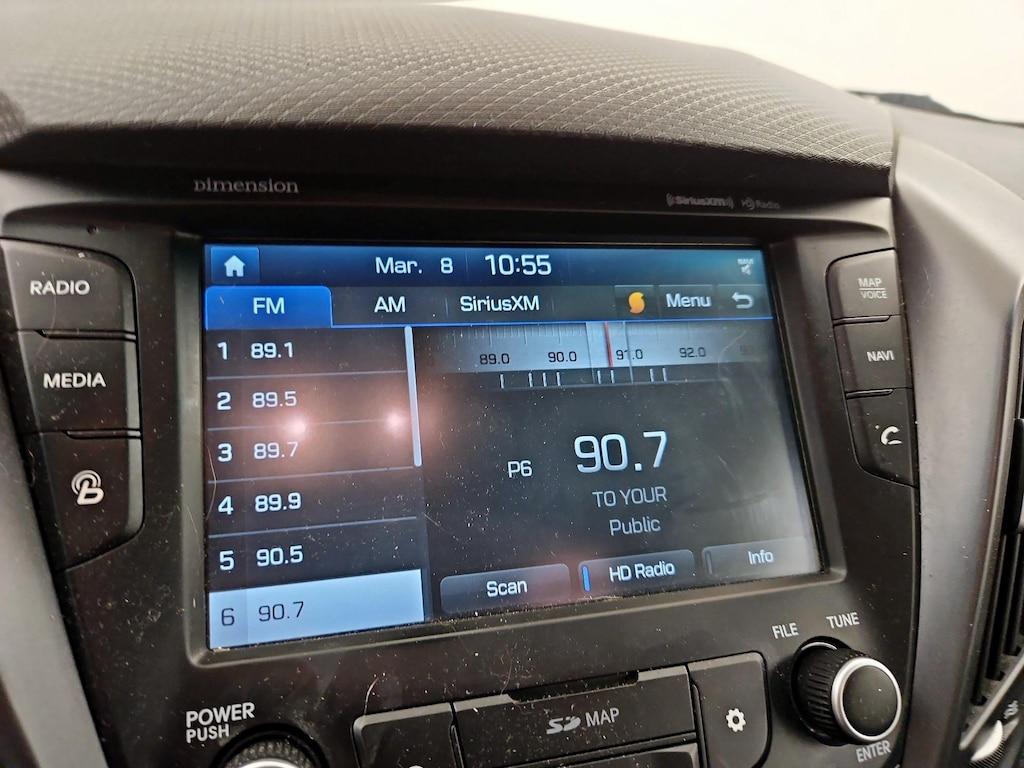 Dimension
((SiriusXM))
HD Radio
RADIO
MEDIA
MAP
VOICE
NAVI
Mar. 8 10:55
NAVI
FM AM SiriusXM Menu
1 89.1
2 89.5
3 89.7
4 89.9
5 90.5
6 90.7
89.0 90.0 91.0 92.0
P6 90.7
TO YOUR
Public
Scan HD Radio Info
POWER
PUSH
SD MAP
FILE TUNE
ENTER